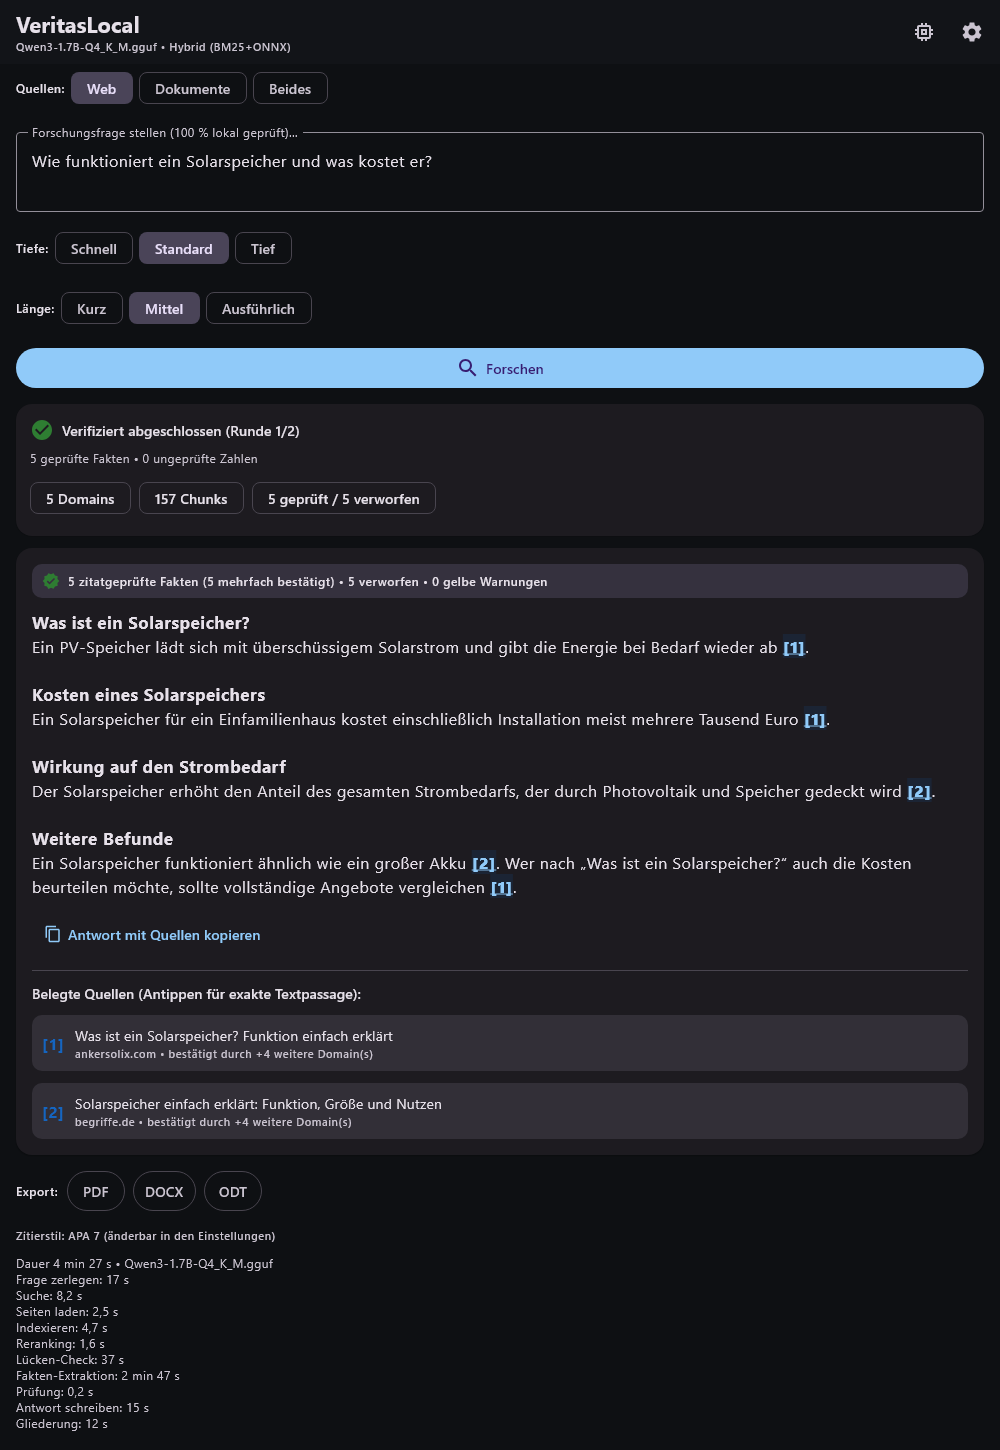 VeritasLocal
Qwen3-1.7B-Q4_K_M.gguf • Hybrid (BM25+ONNX)
Quellen: Web Dokumente Beides
Forschungsfrage stellen (100 % lokal geprüft)...
Wie funktioniert ein Solarspeicher und was kostet er?
Tiefe: Schnell Standard Tief
Länge: Kurz Mittel Ausführlich
Forschen
Verifiziert abgeschlossen (Runde 1/2)
5 geprüfte Fakten • 0 ungeprüfte Zahlen
5 Domains 157 Chunks 5 geprüft / 5 verworfen
5 zitatgeprüfte Fakten (5 mehrfach bestätigt) • 5 verworfen • 0 gelbe Warnungen
Was ist ein Solarspeicher?
Ein PV-Speicher lädt sich mit überschüssigem Solarstrom und gibt die Energie bei Bedarf wieder ab [1].
Kosten eines Solarspeichers
Ein Solarspeicher für ein Einfamilienhaus kostet einschließlich Installation meist mehrere Tausend Euro [1].
Wirkung auf den Strombedarf
Der Solarspeicher erhöht den Anteil des gesamten Strombedarfs, der durch Photovoltaik und Speicher gedeckt wird [2].
Weitere Befunde
Ein Solarspeicher funktioniert ähnlich wie ein großer Akku [2]. Wer nach „Was ist ein Solarspeicher?“ auch die Kosten
beurteilen möchte, sollte vollständige Angebote vergleichen [1].
Antwort mit Quellen kopieren
Belegte Quellen (Antippen für exakte Textpassage):
[1] Was ist ein Solarspeicher? Funktion einfach erklärt
ankersolix.com • bestätigt durch +4 weitere Domain(s)
[2] Solarspeicher einfach erklärt: Funktion, Größe und Nutzen
begriffe.de • bestätigt durch +4 weitere Domain(s)
Export: PDF DOCX ODT
Zitierstil: APA 7 (änderbar in den Einstellungen)
Dauer 4 min 27 s • Qwen3-1.7B-Q4_K_M.gguf
Frage zerlegen: 17 s
Suche: 8,2 s
Seiten laden: 2,5 s
Indexieren: 4,7 s
Reranking: 1,6 s
Lücken-Check: 37 s
Fakten-Extraktion: 2 min 47 s
Prüfung: 0,2 s
Antwort schreiben: 15 s
Gliederung: 12 s